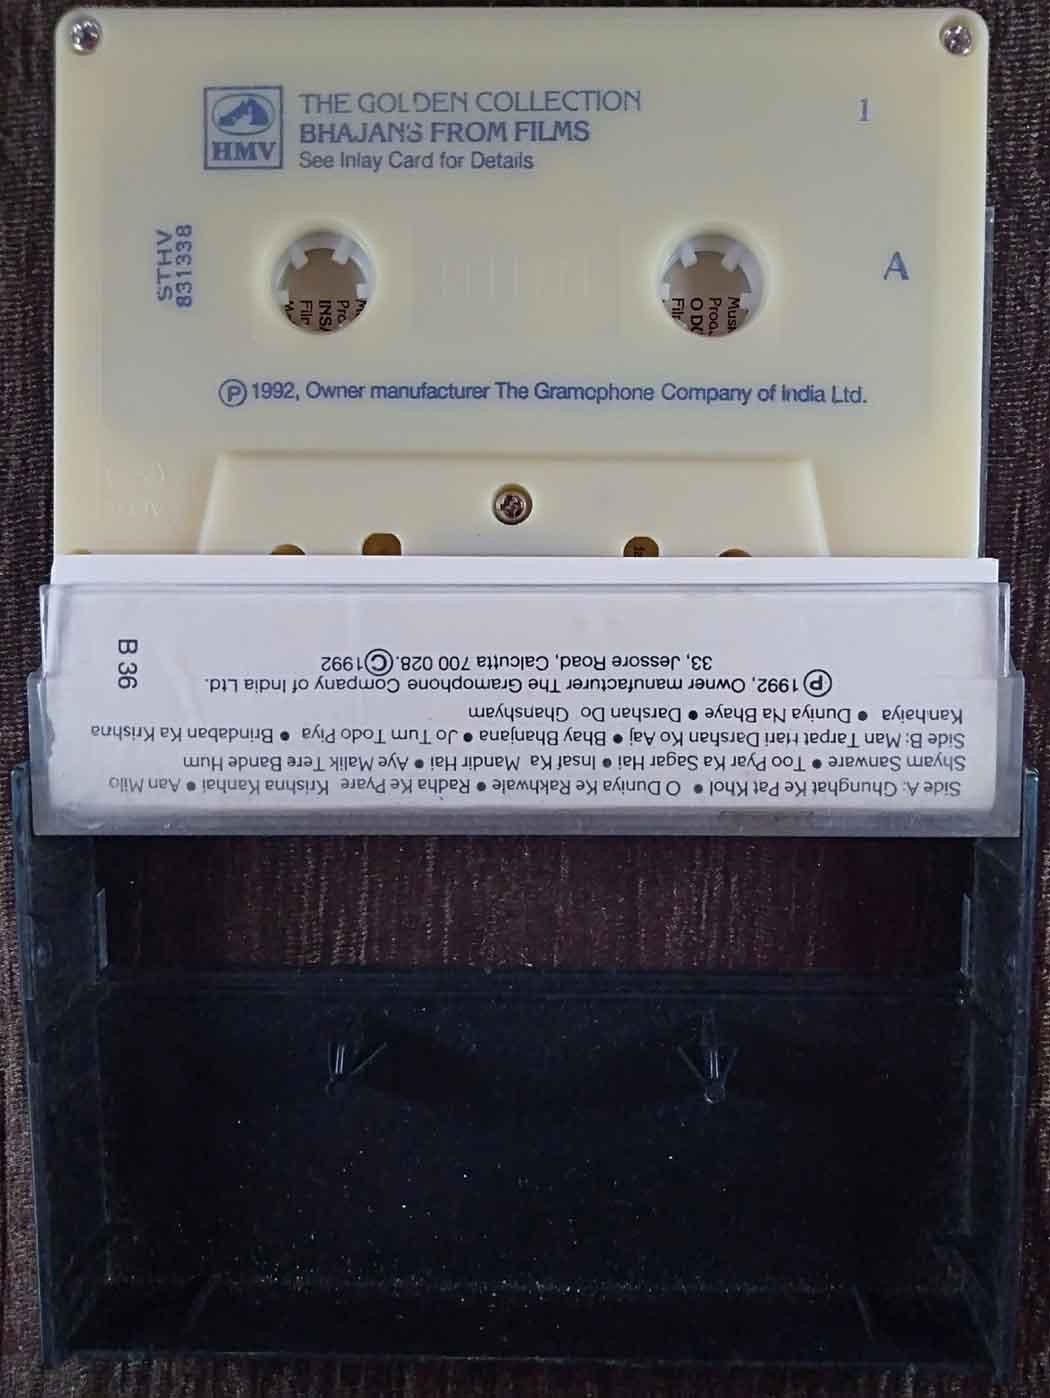 THE GOLDEN COLLECTION
BHAJANS FROM FILMS
See Inlay Card for Details
HMV
1
STHV
831338
A
Ⓟ 1992, Owner manufacturer The Gramophone Company of India Ltd.
Side A: Ghunghat Ke Pat Khol • O Duniya Ke Rakhwale • Radha Ke Pyare Krishna Kanhai • Aan Milo
Shyam Sanware • Too Pyar Ka Sagar Hai • Insaf Ka Mandir Hai • Aye Malik Tere Bande Hum
Side B: Man Tarpat Hari Darshan Ko Aaj • Bhay Bhanjana • Jo Tum Todo Piya • Brindaban Ka Krishna
Kanhaiya • Duniya Na Bhaye • Darshan Do Ghanshyam
Ⓟ 1992, Owner manufacturer The Gramophone Company of India Ltd.
33, Jessore Road, Calcutta 700 028. Ⓒ 1992
B 36